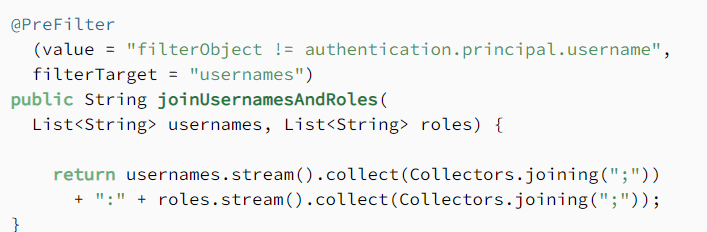 @PreFilter
  (value = "filterObject != authentication.principal.username",
  filterTarget = "usernames")
public String joinUsernamesAndRoles(
  List<String> usernames, List<String> roles) {

    return usernames.stream().collect(Collectors.joining(";"))
      + ":" + roles.stream().collect(Collectors.joining(";"));
}